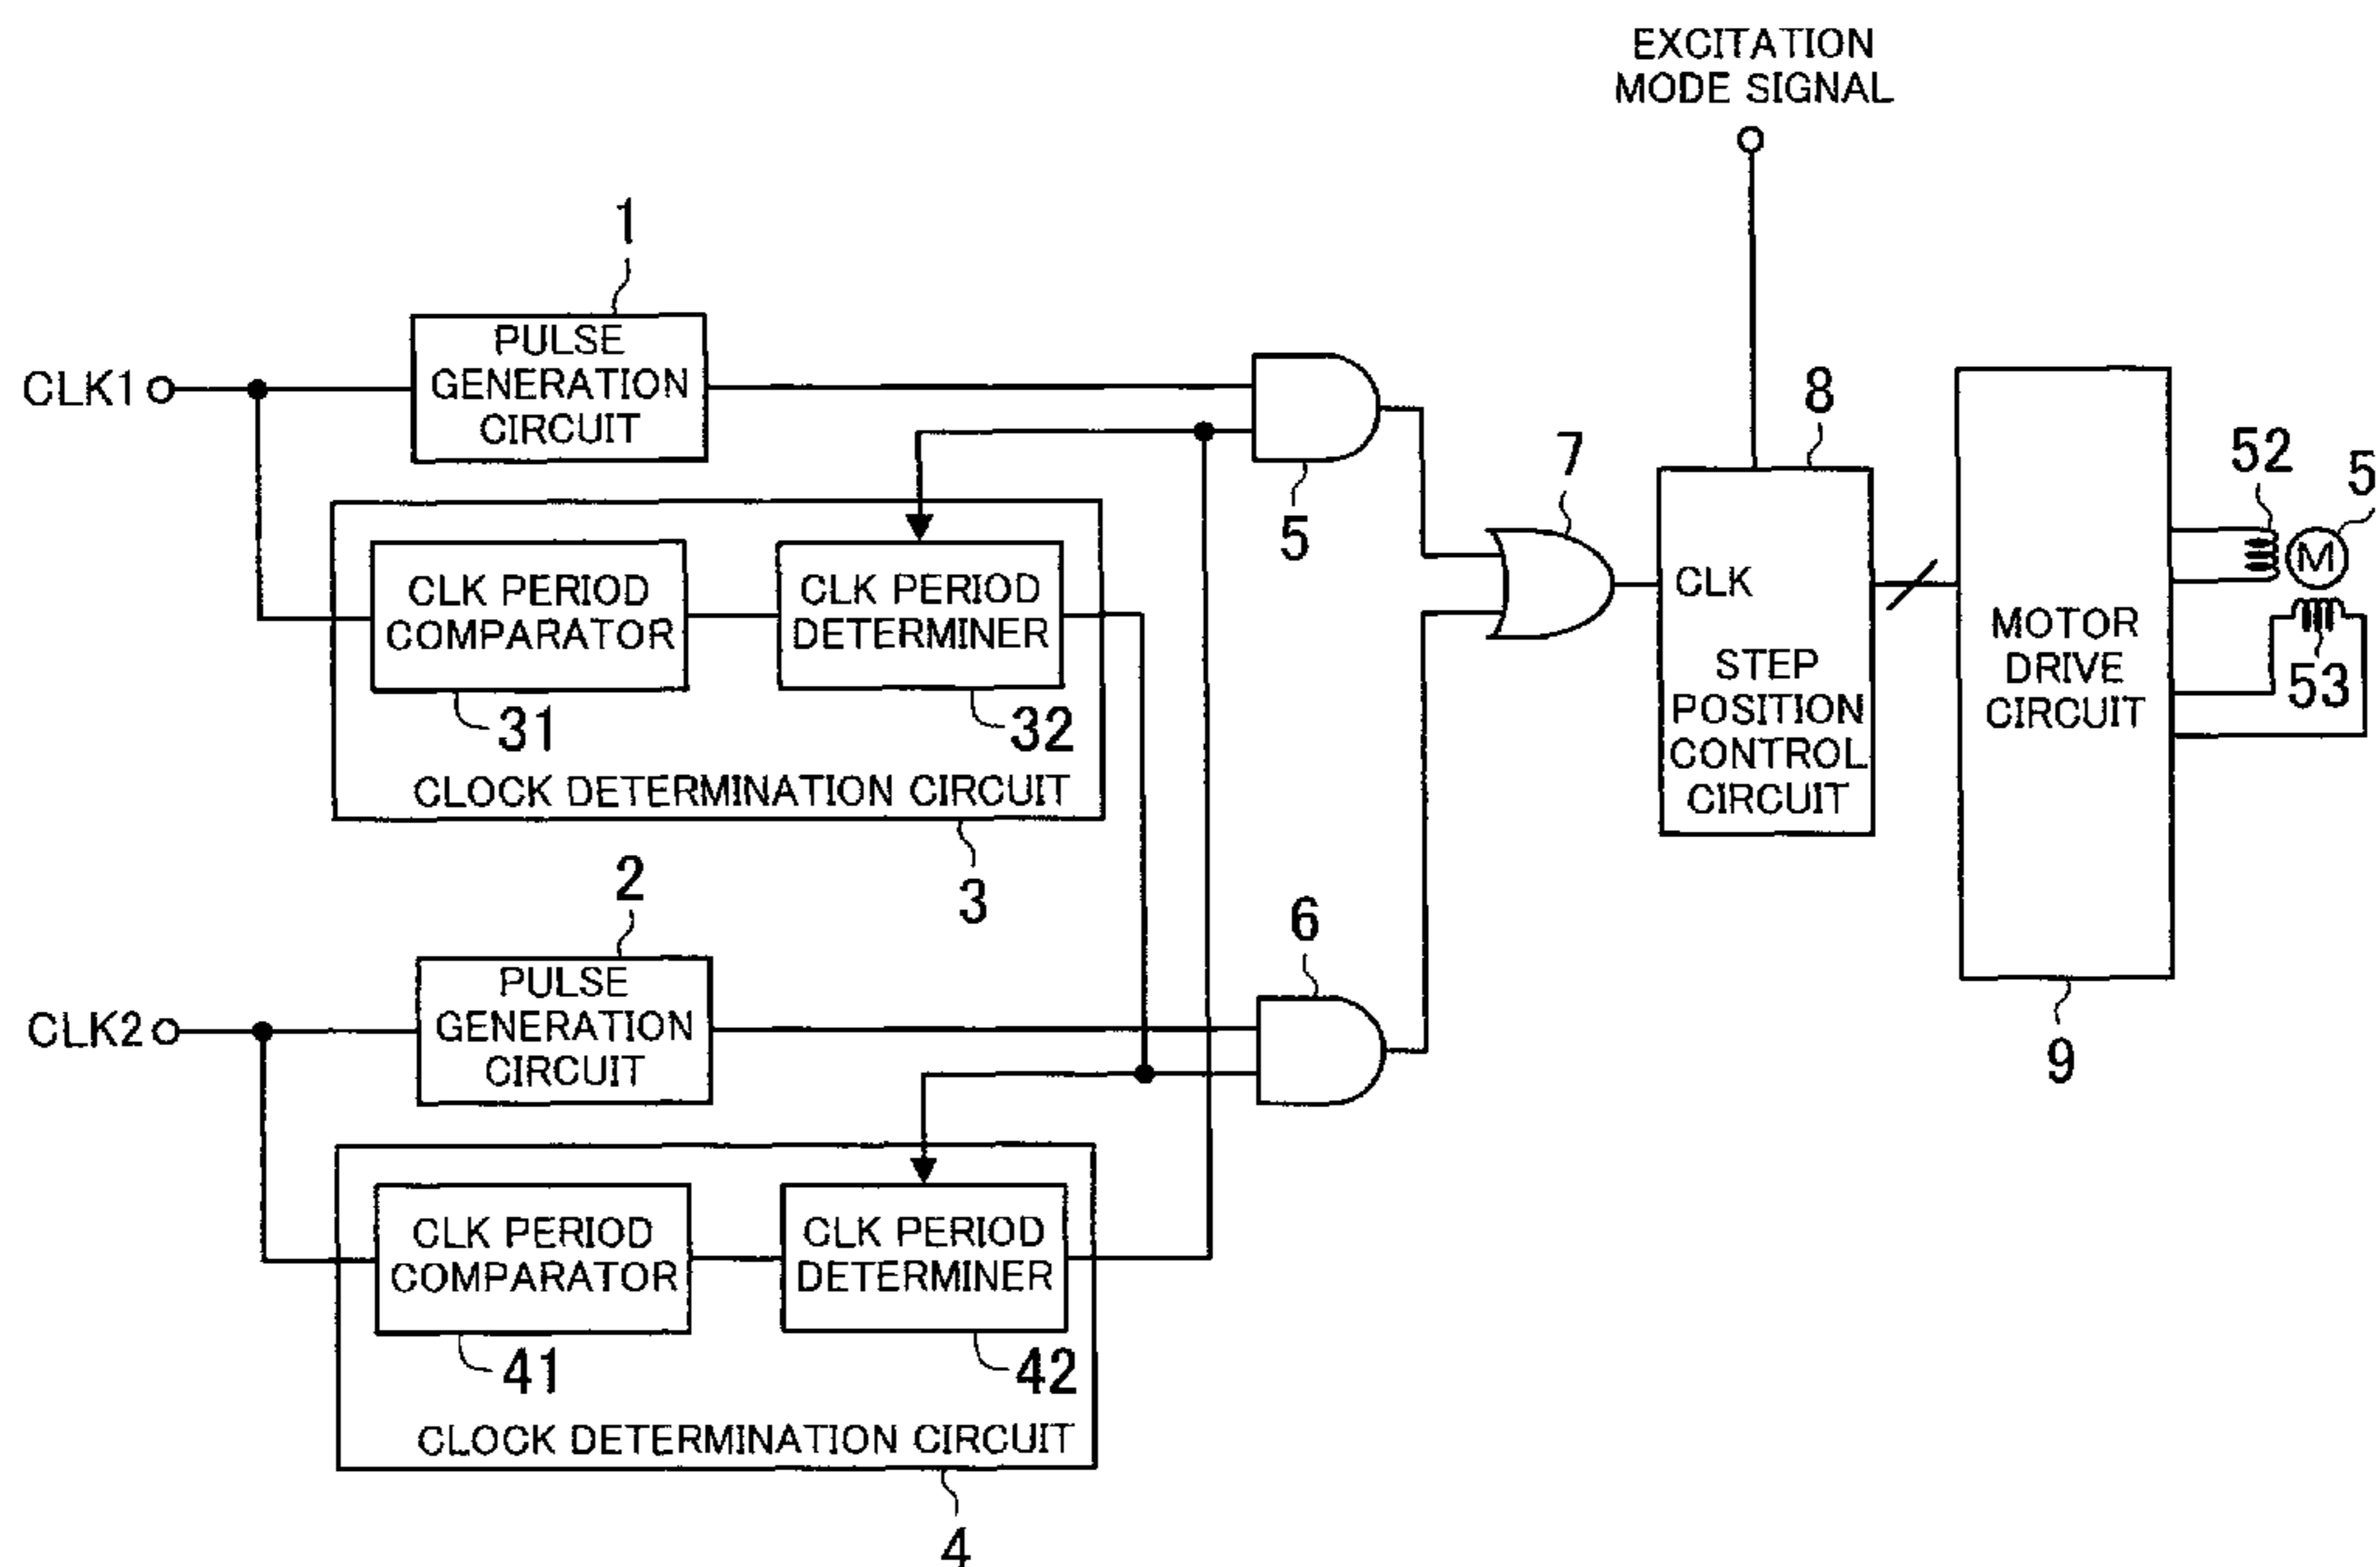 EXCITATION
MODE SIGNAL
1
PULSE
GENERATION
CIRCUIT
CLK1
5
7
8
52
5
M
53
CLK PERIOD
COMPARATOR
31
CLK PERIOD
DETERMINER
32
CLOCK DETERMINATION CIRCUIT
3
CLK
STEP
POSITION
CONTROL
CIRCUIT
MOTOR
DRIVE
CIRCUIT
9
2
PULSE
GENERATION
CIRCUIT
CLK2
6
CLK PERIOD
COMPARATOR
41
CLK PERIOD
DETERMINER
42
CLOCK DETERMINATION CIRCUIT
4